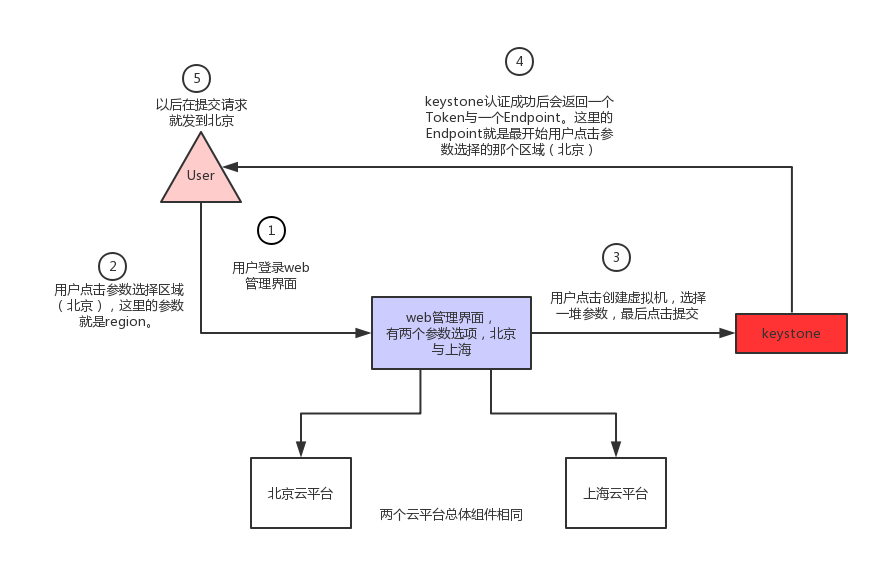 5
以后在提交请求
就发到北京
User
4
keystone认证成功后会返回一个
Token与一个Endpoint。这里的
Endpoint就是最开始用户点击参
数选择的那个区域（北京）
1
用户登录web
管理界面
2
用户点击参数选择区域
（北京），这里的参数
就是region。
3
用户点击创建虚拟机，选择
一堆参数，最后点击提交
web管理界面，
有两个参数选项，北京
与上海
keystone
北京云平台
上海云平台
两个云平台总体组件相同